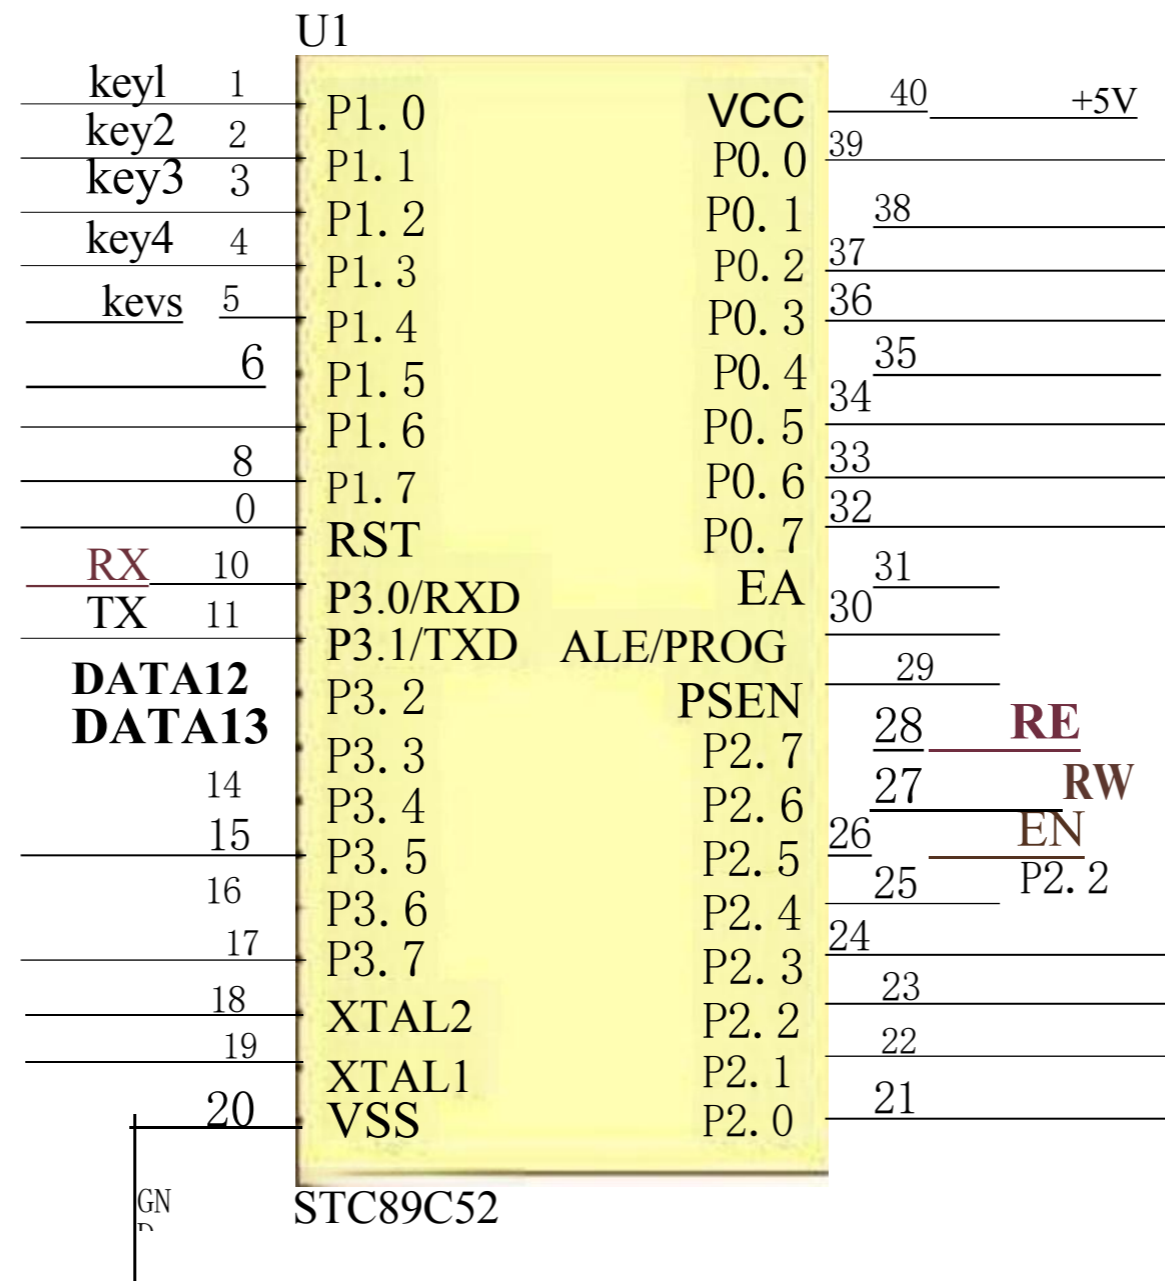 U1
key1 1 P1.0 VCC 40 +5V
key2 2 P1.1 P0.0 39
key3 3 P1.2 P0.1 38
key4 4 P1.3 P0.2 37
kevs 5 P1.4 P0.3 36
6 P1.5 P0.4 35
P1.6 P0.5 34
8 P1.7 P0.6 33
0 RST P0.7 32
RX 10 P3.0/RXD EA 31
TX 11 P3.1/TXD ALE/PROG 30
DATA12 P3.2 PSEN 29
DATA13 P3.3 P2.7 28 RE
14 P3.4 P2.6 27 RW
15 P3.5 P2.5 26 EN
16 P3.6 P2.4 25 P2.2
17 P3.7 P2.3 24
18 XTAL2 P2.2 23
19 XTAL1 P2.1 22
20 VSS P2.0 21
GN
D
STC89C52